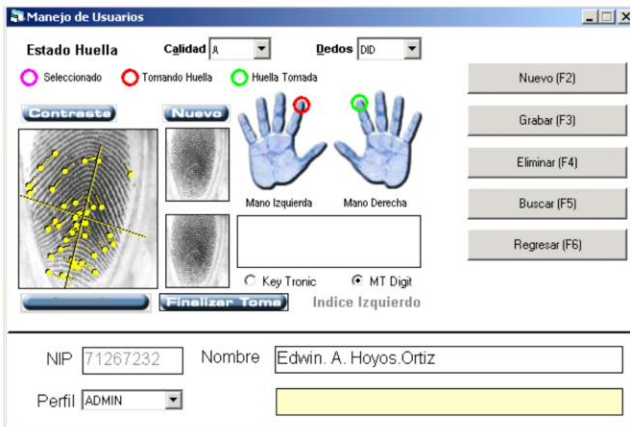 Manejo de Usuarios
Estado Huella Calidad A Dedos DID
Seleccionado Tomando Huella Huella Tomada
Contraste Nuevo
Mano Izquierda Mano Derecha
Key Tronic MT Digit
Finalizar Toma Indice Izquierdo
Nuevo (F2)
Grabar (F3)
Eliminar (F4)
Buscar (F5)
Regresar (F6)
NIP 71267232 Nombre Edwin. A. Hoyos.Ortiz
Perfil ADMIN